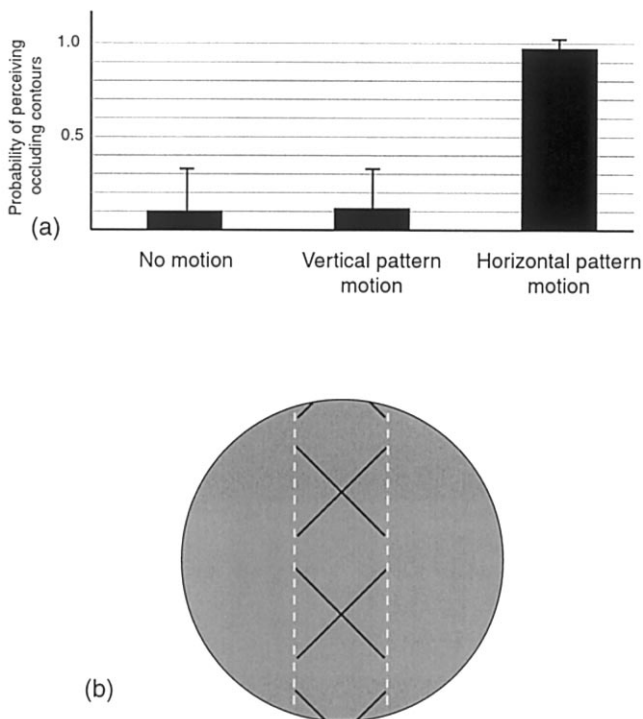 Probability of perceiving
occluding contours
1.0
0.5
(a)
No motion
Vertical pattern
motion
Horizontal pattern
motion
(b)